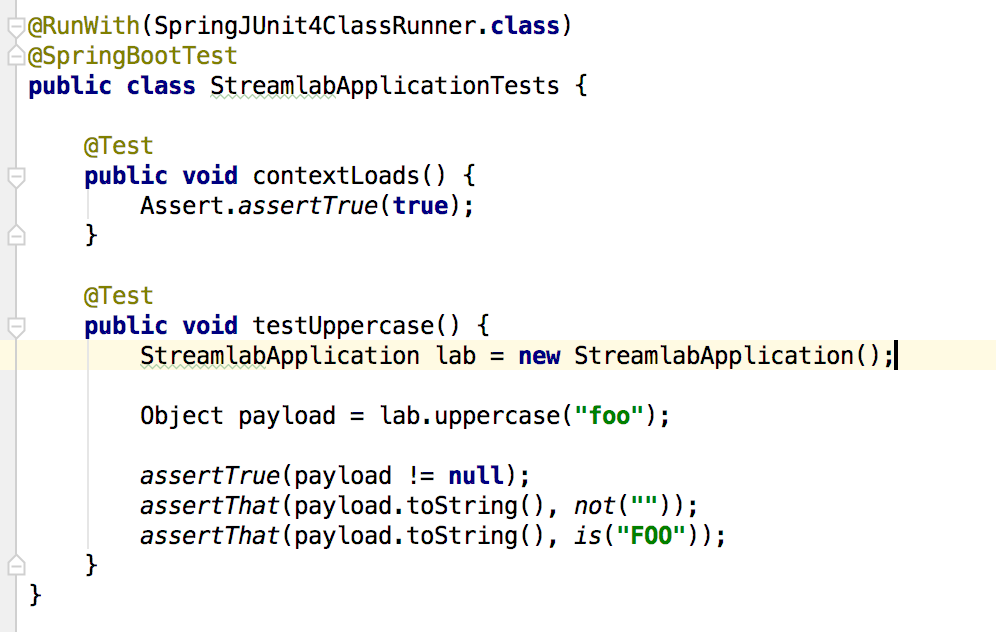 @RunWith(SpringJUnit4ClassRunner.class)
@SpringBootTest
public class StreamlabApplicationTests {
@Test
public void contextLoads() {
Assert.assertTrue(true);
}
@Test
public void testUppercase() {
StreamlabApplication lab = new StreamlabApplication();
Object payload = lab.uppercase("foo");
assertTrue(payload != null);
assertThat(payload.toString(), not(""));
assertThat(payload.toString(), is("FOO"));
}
}